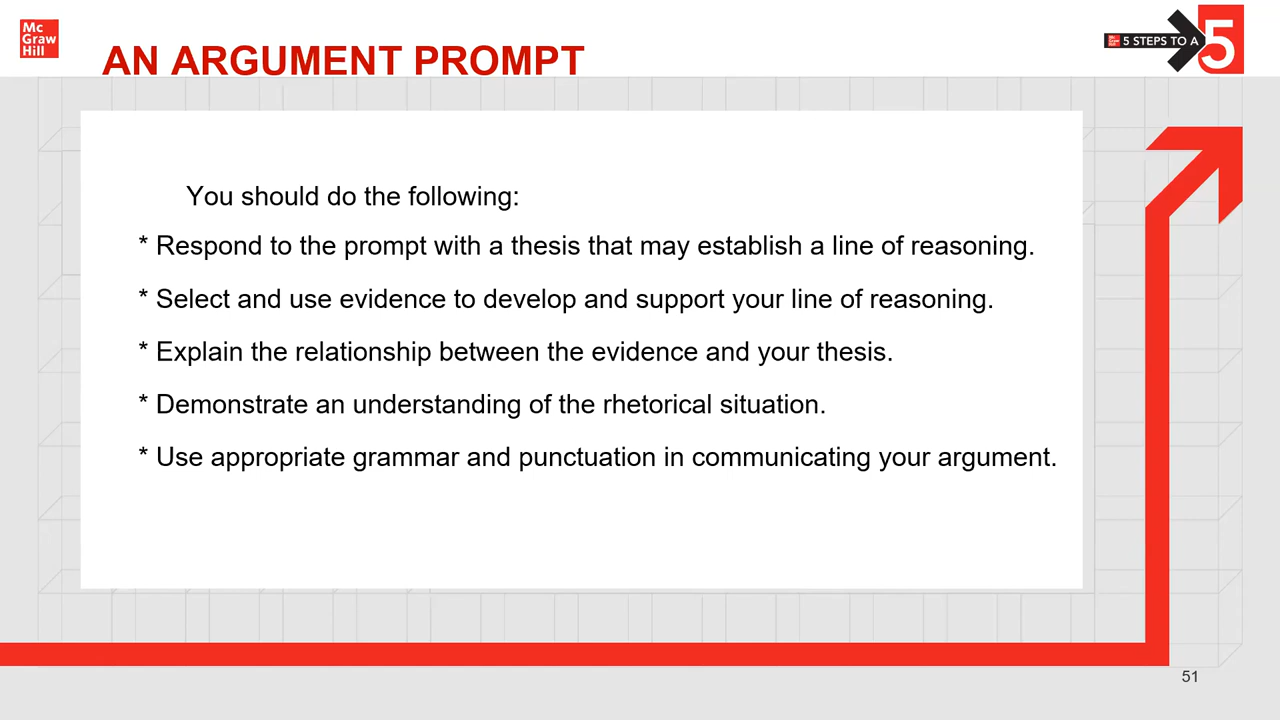 Mc
Graw
Hill
AN ARGUMENT PROMPT
5 STEPS TO A
5
You should do the following:
* Respond to the prompt with a thesis that may establish a line of reasoning.
* Select and use evidence to develop and support your line of reasoning.
* Explain the relationship between the evidence and your thesis.
* Demonstrate an understanding of the rhetorical situation.
* Use appropriate grammar and punctuation in communicating your argument.
51